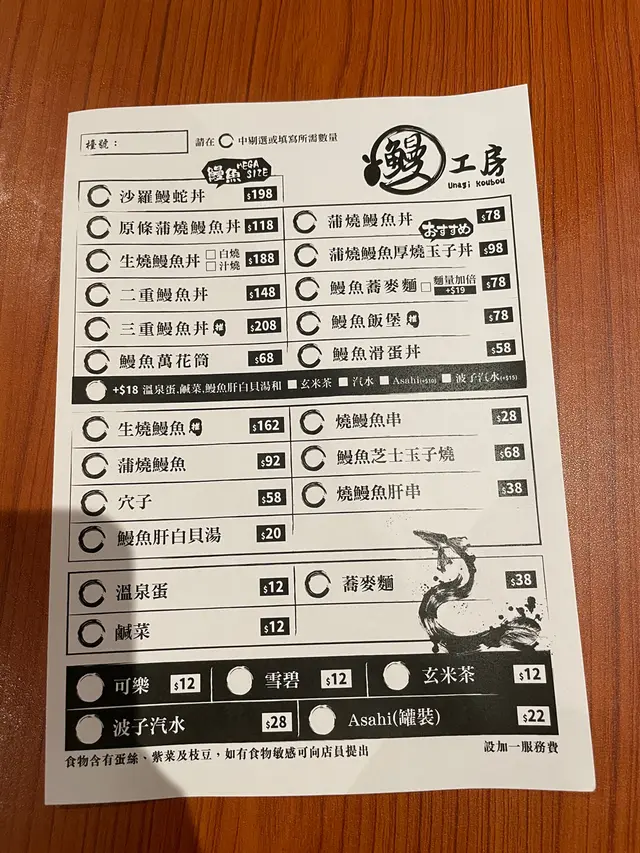 檯號：
請在 中剔選或填寫所需數量
鰻
工房
Unagi Koubou
鰻魚 MEGA SIZE
沙羅鰻蛇丼 $198
原條蒲燒鰻魚丼 $118
生燒鰻魚丼 白燒 汁燒 $188
二重鰻魚丼 $148
三重鰻魚丼 推 $208
鰻魚萬花筒 $68
蒲燒鰻魚丼 $78
おすすめ
蒲燒鰻魚厚燒玉子丼 $98
鰻魚蕎麥麵 麵量加倍 +$19 $78
鰻魚飯堡 推 $78
鰻魚滑蛋丼 $58
+$18 溫泉蛋.鹹菜.鰻魚肝白貝湯和 玄米茶 汽水 Asahi(+$10) 波子汽水(+$15)
生燒鰻魚 推 $162
蒲燒鰻魚 $92
穴子 $58
鰻魚肝白貝湯 $20
燒鰻魚串 $28
鰻魚芝士玉子燒 $68
燒鰻魚肝串 $38
溫泉蛋 $12
鹹菜 $12
蕎麥麵 $38
可樂 $12 雪碧 $12 玄米茶 $12
波子汽水 $28 Asahi(罐裝) $22
食物含有蛋絲、紫菜及枝豆，如有食物敏感可向店員提出
設加一服務費